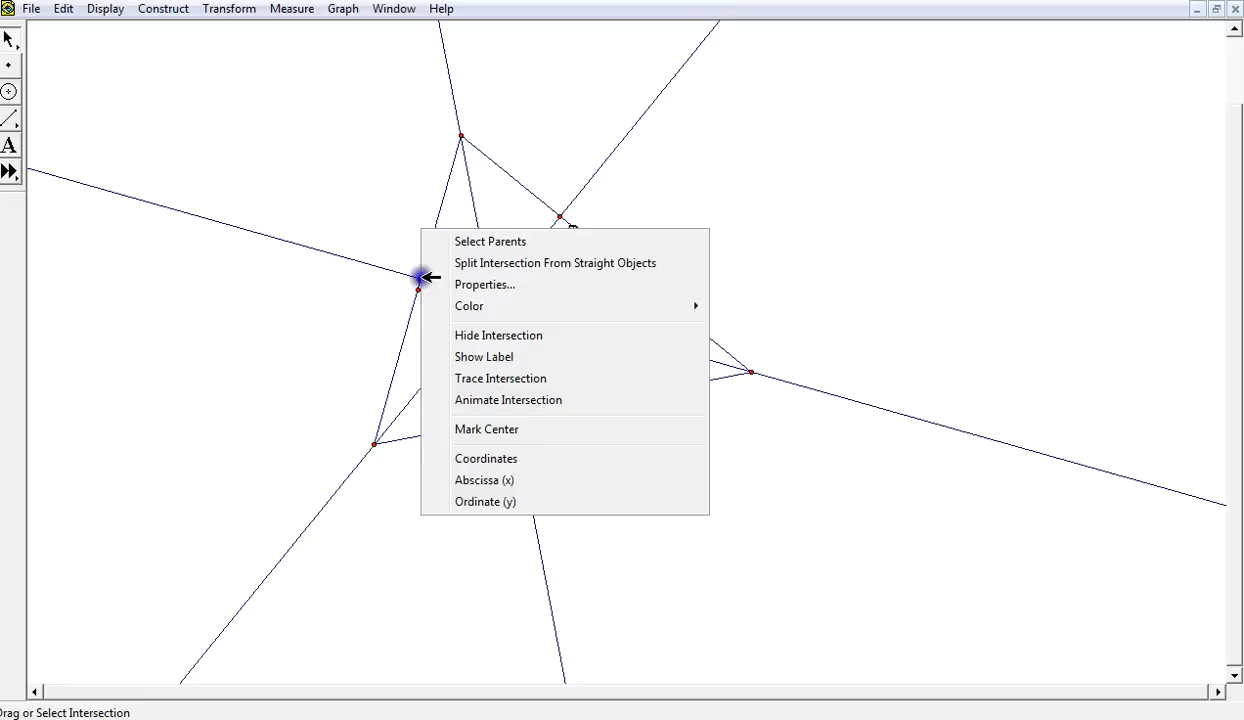 File Edit Display Construct Transform Measure Graph Window Help
A
Select Parents
Split Intersection From Straight Objects
Properties...
Color
Hide Intersection
Show Label
Trace Intersection
Animate Intersection
Mark Center
Coordinates
Abscissa (x)
Ordinate (y)
Drag or Select Intersection